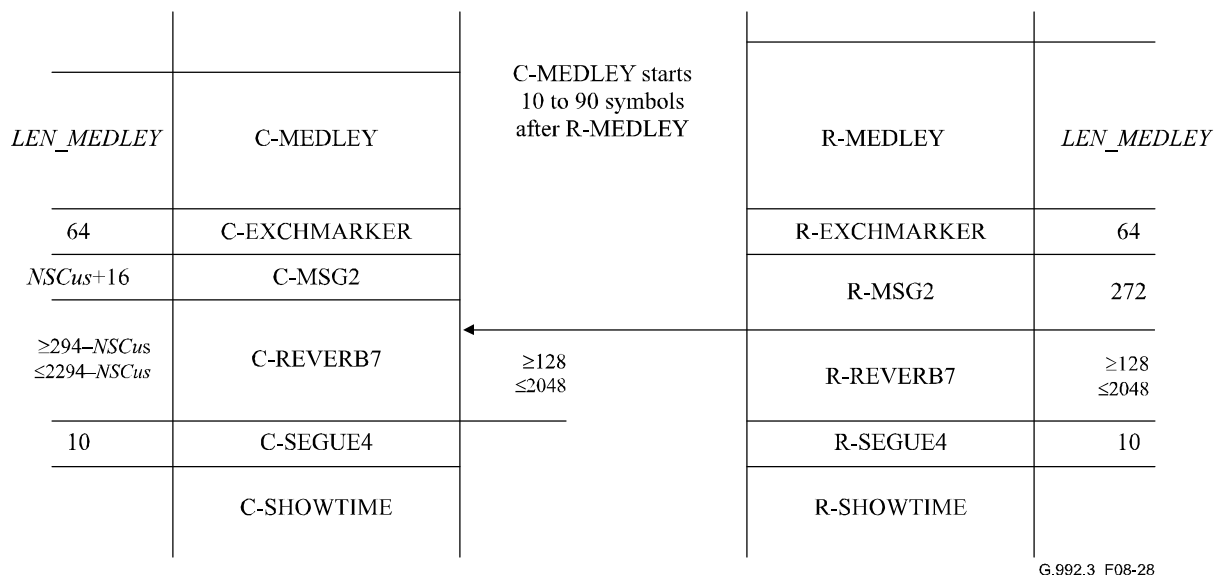 C-MEDLEY starts
10 to 90 symbols
after R-MEDLEY
LEN_MEDLEY C-MEDLEY R-MEDLEY LEN_MEDLEY
64 C-EXCHMARKER R-EXCHMARKER 64
NSCus+16 C-MSG2 R-MSG2 272
≥294–NSCus
≤2294–NSCus
C-REVERB7
≥128
≤2048
R-REVERB7
≥128
≤2048
10 C-SEGUE4 R-SEGUE4 10
C-SHOWTIME R-SHOWTIME
G.992.3_F08-28